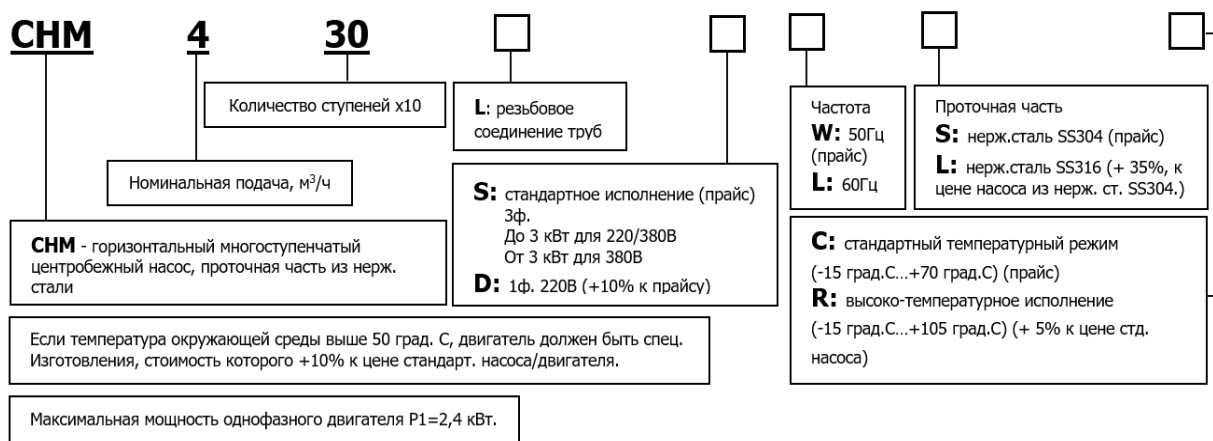 CHM 4 30
Количество ступеней x10
L: резьбовое
соединение труб
Частота
W: 50Гц
(прайс)
L: 60Гц
Проточная часть
S: нерж.сталь SS304 (прайс)
L: нерж.сталь SS316 (+ 35%, к
цене насоса из нерж. ст. SS304.)
Номинальная подача, м³/ч
S: стандартное исполнение (прайс)
3ф.
До 3 кВт для 220/380В
От 3 кВт для 380В
D: 1ф. 220В (+10% к прайсу)
CHM - горизонтальный многоступенчатый
центробежный насос, проточная часть из нерж.
стали
C: стандартный температурный режим
(-15 град.С...+70 град.С) (прайс)
R: высоко-температурное исполнение
(-15 град.С...+105 град.С) (+ 5% к цене стд.
насоса)
Если температура окружающей среды выше 50 град. С, двигатель должен быть спец.
Изготовления, стоимость которого +10% к цене стандарт. насоса/двигателя.
Максимальная мощность однофазного двигателя P1=2,4 кВт.